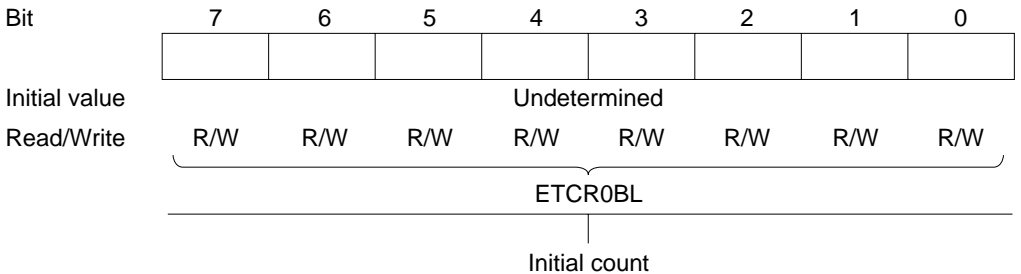 Bit 7 6 5 4 3 2 1 0
Initial value Undetermined
Read/Write R/W R/W R/W R/W R/W R/W R/W R/W
ETCR0BL
Initial count